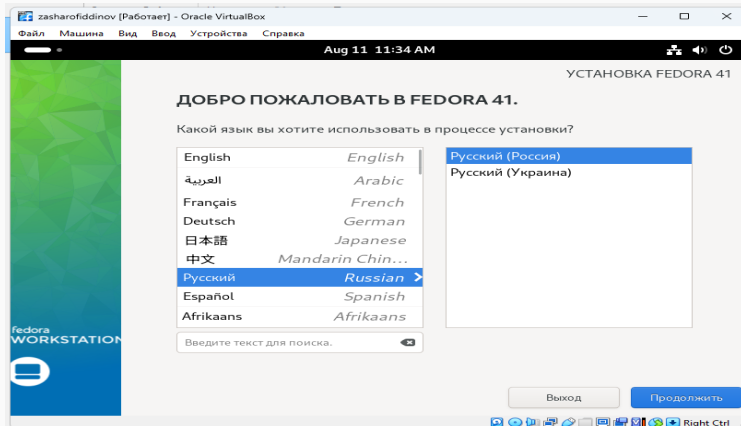 zasharofiddinov [Работает] - Oracle VirtualBox
Файл Машина Вид Ввод Устройства Справка
Aug 11 11:34 AM
УСТАНОВКА FEDORA 41
ДОБРО ПОЖАЛОВАТЬ В FEDORA 41.
Какой язык вы хотите использовать в процессе установки?
English English
العربية Arabic
Français French
Deutsch German
日本語 Japanese
中文 Mandarin Chin...
Русский Russian
Español Spanish
Afrikaans Afrikaans
Введите текст для поиска.
Русский (Россия)
Русский (Украина)
fedora
WORKSTATION
Выход Продолжить
Right Ctrl